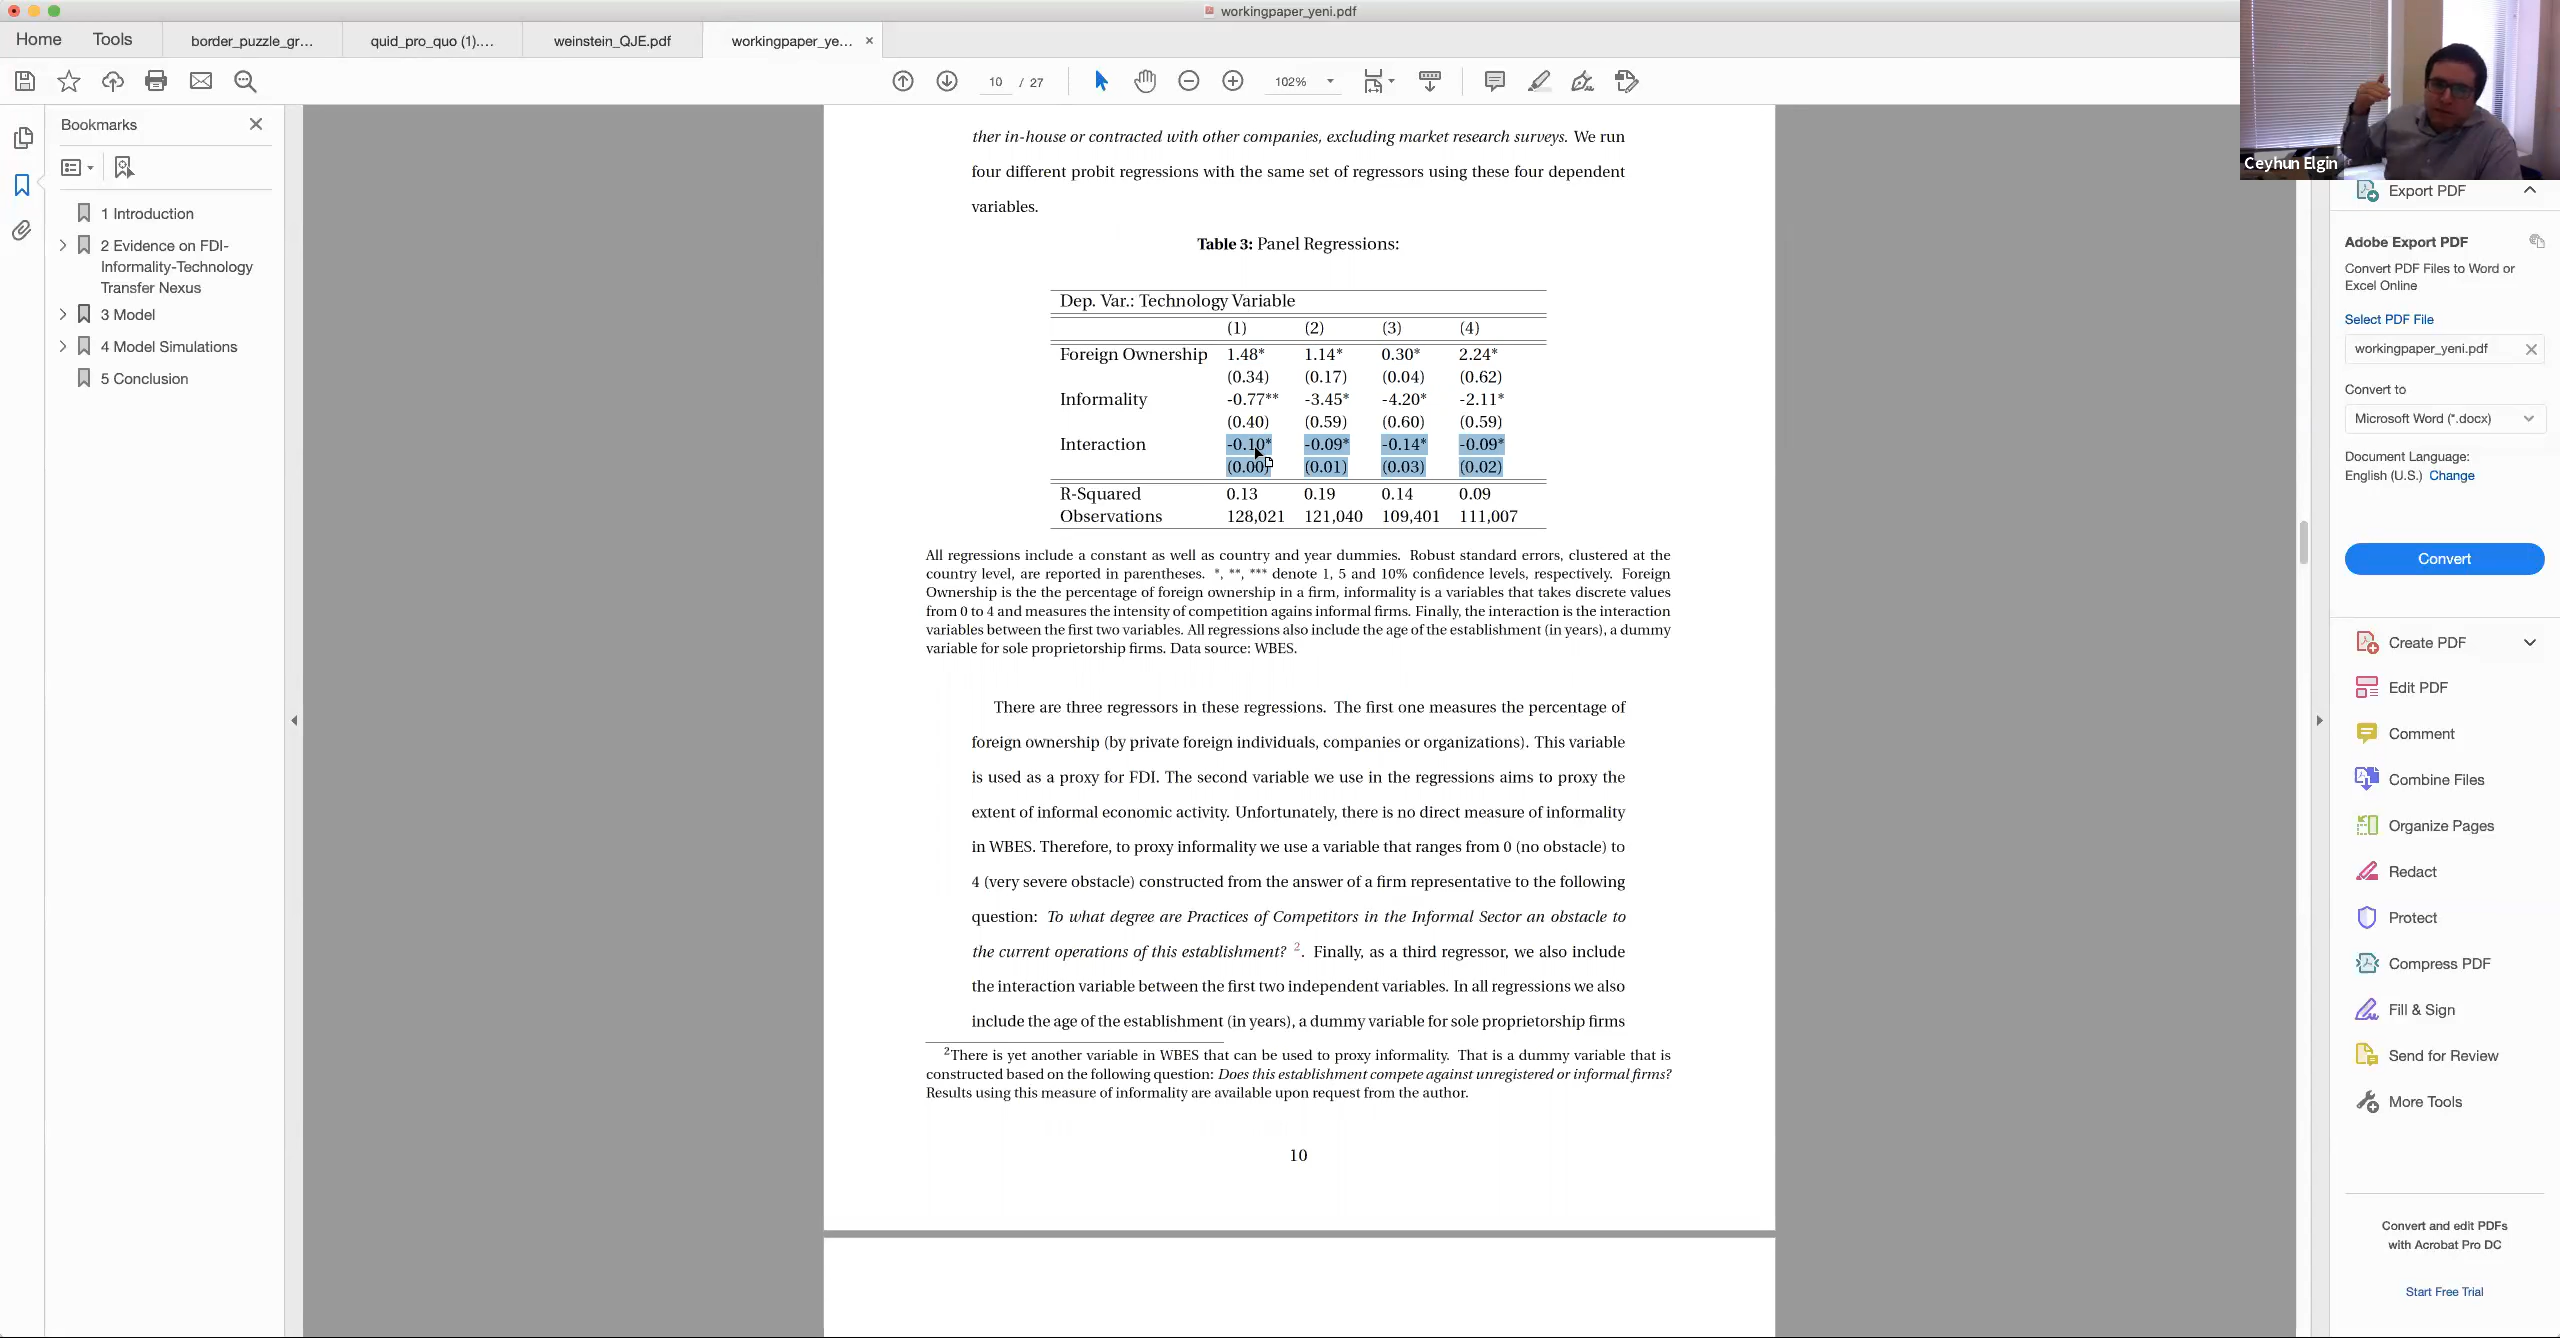 workingpaper_yeni.pdf
Home
Tools
border_puzzle_gr...
quid_pro_quo (1)....
weinstein_QJE.pdf
workingpaper_ye...
10 / 27
102%
Ceyhun Elgin
Bookmarks
1 Introduction
2 Evidence on FDI-
Informality-Technology
Transfer Nexus
3 Model
4 Model Simulations
5 Conclusion
ther in-house or contracted with other companies, excluding market research surveys. We run
four different probit regressions with the same set of regressors using these four dependent
variables.
Table 3: Panel Regressions:
Dep. Var.: Technology Variable
(1) (2) (3) (4)
Foreign Ownership 1.48* 1.14* 0.30* 2.24*
(0.34) (0.17) (0.04) (0.62)
Informality -0.77** -3.45* -4.20* -2.11*
(0.40) (0.59) (0.60) (0.59)
Interaction -0.10* -0.09* -0.14* -0.09*
(0.00) (0.01) (0.03) (0.02)
R-Squared 0.13 0.19 0.14 0.09
Observations 128,021 121,040 109,401 111,007
All regressions include a constant as well as country and year dummies. Robust standard errors, clustered at the
country level, are reported in parentheses. *, **, *** denote 1, 5 and 10% confidence levels, respectively. Foreign
Ownership is the the percentage of foreign ownership in a firm, informality is a variables that takes discrete values
from 0 to 4 and measures the intensity of competition agains informal firms. Finally, the interaction is the interaction
variables between the first two variables. All regressions also include the age of the establishment (in years), a dummy
variable for sole proprietorship firms. Data source: WBES.
There are three regressors in these regressions. The first one measures the percentage of
foreign ownership (by private foreign individuals, companies or organizations). This variable
is used as a proxy for FDI. The second variable we use in the regressions aims to proxy the
extent of informal economic activity. Unfortunately, there is no direct measure of informality
in WBES. Therefore, to proxy informality we use a variable that ranges from 0 (no obstacle) to
4 (very severe obstacle) constructed from the answer of a firm representative to the following
question: To what degree are Practices of Competitors in the Informal Sector an obstacle to
the current operations of this establishment? 2. Finally, as a third regressor, we also include
the interaction variable between the first two independent variables. In all regressions we also
include the age of the establishment (in years), a dummy variable for sole proprietorship firms
2There is yet another variable in WBES that can be used to proxy informality. That is a dummy variable that is
constructed based on the following question: Does this establishment compete against unregistered or informal firms?
Results using this measure of informality are available upon request from the author.
10
Export PDF
Adobe Export PDF
Convert PDF Files to Word or
Excel Online
Select PDF File
workingpaper_yeni.pdf
Convert to
Microsoft Word (*.docx)
Document Language:
English (U.S.) Change
Convert
Create PDF
Edit PDF
Comment
Combine Files
Organize Pages
Redact
Protect
Compress PDF
Fill & Sign
Send for Review
More Tools
Convert and edit PDFs
with Acrobat Pro DC
Start Free Trial